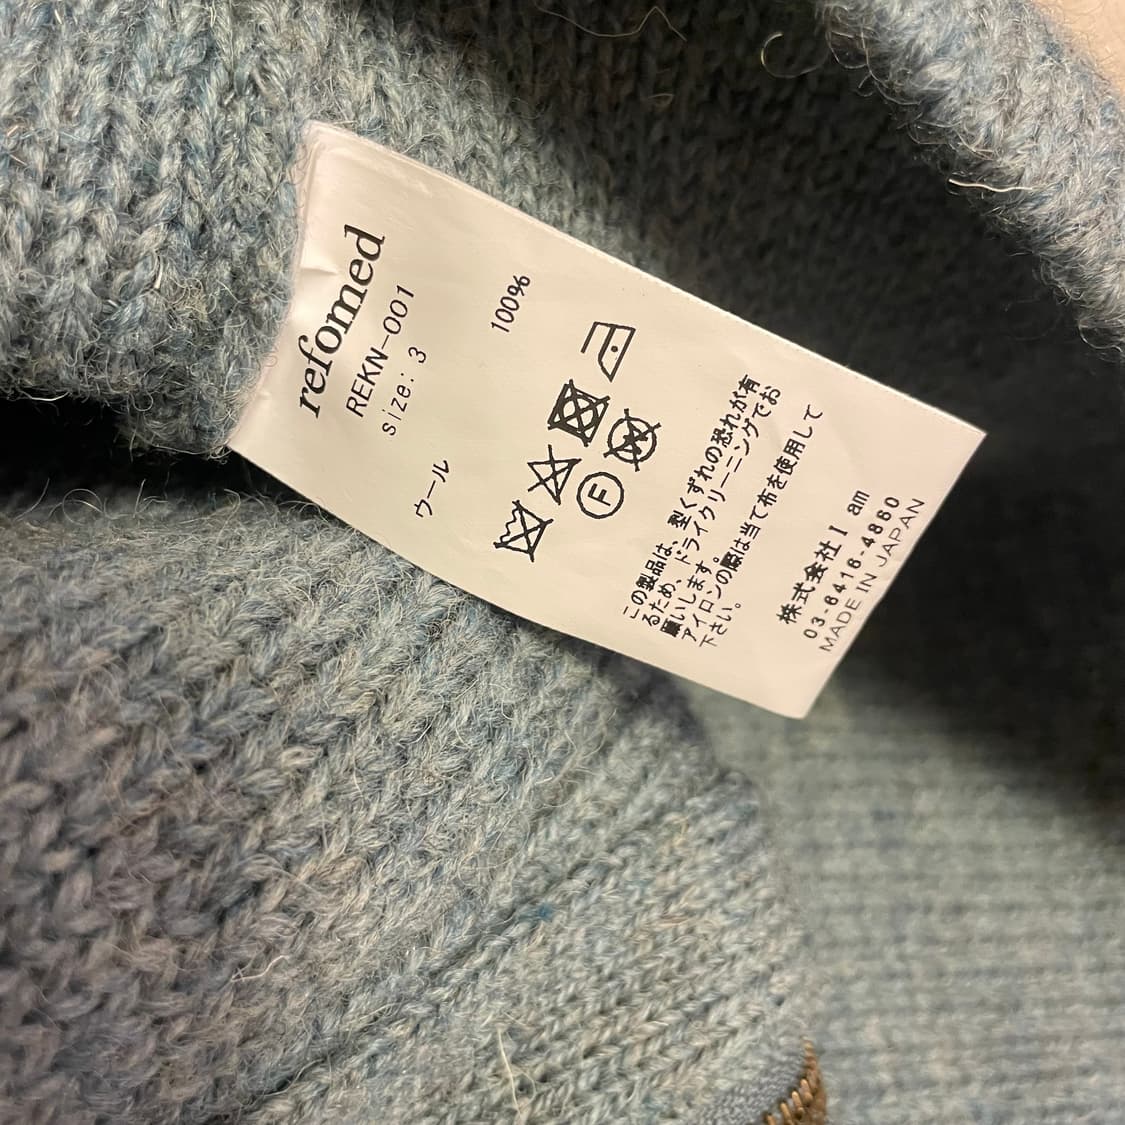 refomed
REKN-001
size: 3
ウール 100%
F
W
この製品は、型くずれの恐れが有
るため、ドライクリーニングでお
願いします。
アイロンの際は当て布を使用して
下さい。
株式会社 I am
03-6416-4860
MADE IN JAPAN